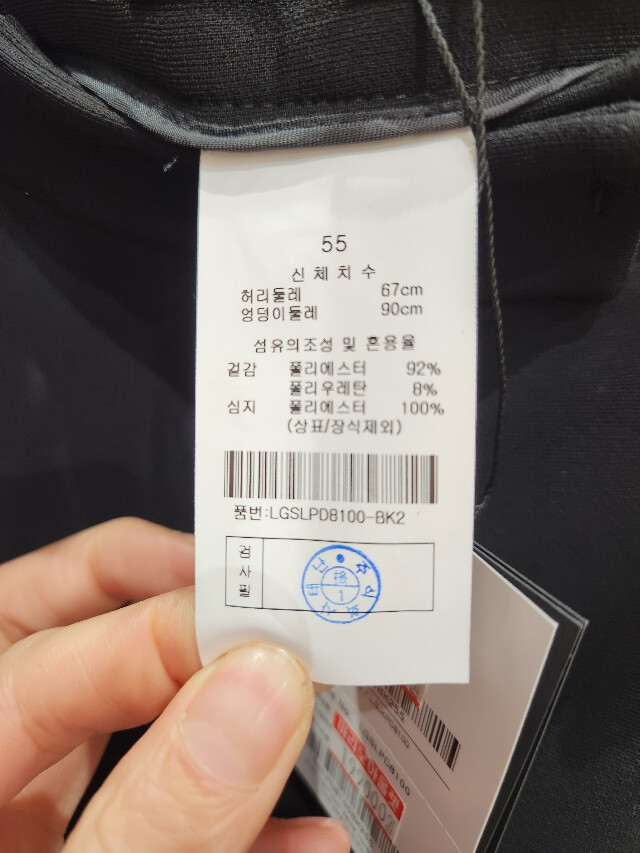 55
신체치수
허리둘레 67cm
엉덩이둘레 90cm
섬유의조성 및 혼용율
겉감 폴리에스터 92%
폴리우레탄 8%
심지 폴리에스터 100%
(상표/장식제외)
품번:LGSLPD8100-BK2
검
사
필
1
LGSLPD8100